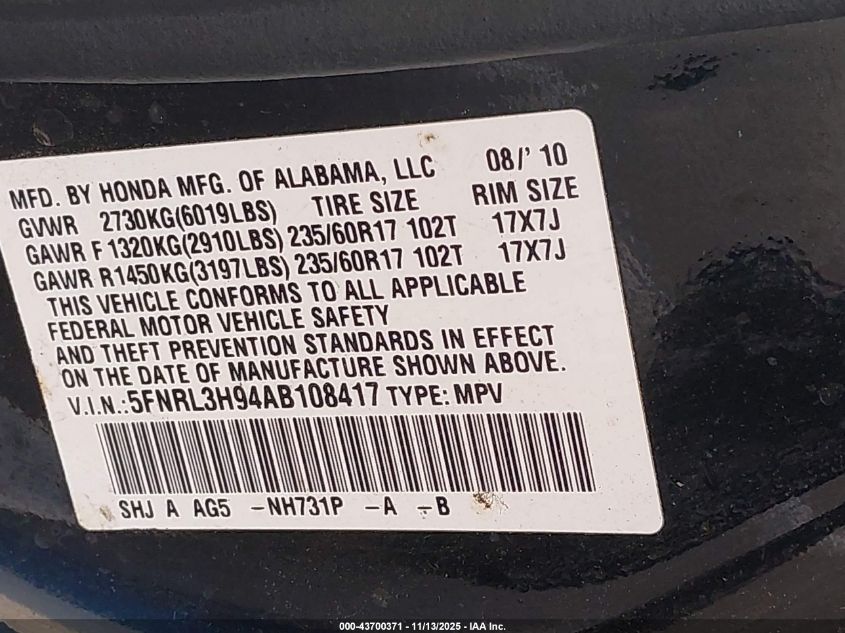 MFD. BY HONDA MFG. OF ALABAMA, LLC 08/' 10
GVWR 2730KG(6019LBS) TIRE SIZE RIM SIZE
GAWR F 1320KG(2910LBS) 235/60R17 102T 17X7J
GAWR R1450KG(3197LBS) 235/60R17 102T 17X7J
THIS VEHICLE CONFORMS TO ALL APPLICABLE
FEDERAL MOTOR VEHICLE SAFETY
AND THEFT PREVENTION STANDARDS IN EFFECT
ON THE DATE OF MANUFACTURE SHOWN ABOVE.
V.I.N.:5FNRL3H94AB108417 TYPE: MPV
SHJ A AG5 -NH731P -A -B
000-43700371 - 11/13/2025 - IAA Inc.